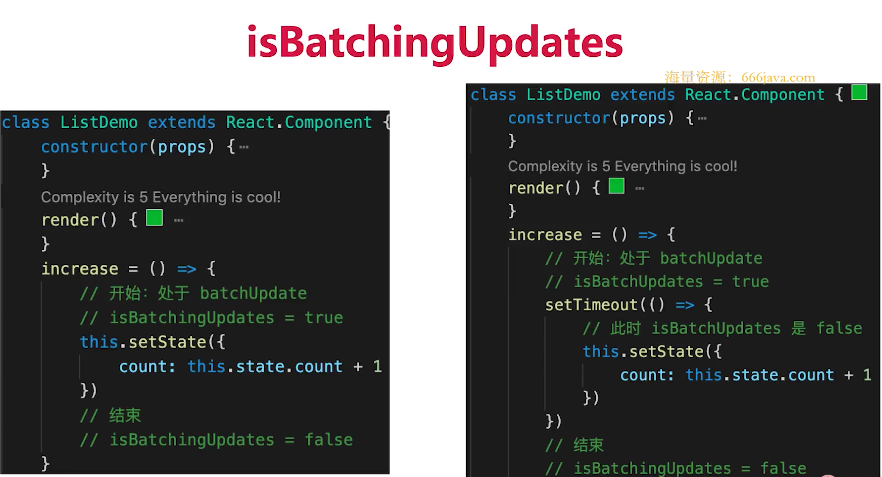 isBatchingUpdates
海量资源：666java.com
class ListDemo extends React.Component {
constructor(props) {…
}
Complexity is 5 Everything is cool!
render() { …
}
increase = () => {
// 开始：处于 batchUpdate
// isBatchingUpdates = true
this.setState({
count: this.state.count + 1
})
// 结束
// isBatchingUpdates = false
}
class ListDemo extends React.Component {
constructor(props) {…
}
Complexity is 5 Everything is cool!
render() { …
}
increase = () => {
// 开始：处于 batchUpdate
// isBatchUpdates = true
setTimeout(() => {
// 此时 isBatchUpdates 是 false
this.setState({
count: this.state.count + 1
})
})
// 结束
// isBatchingUpdates = false